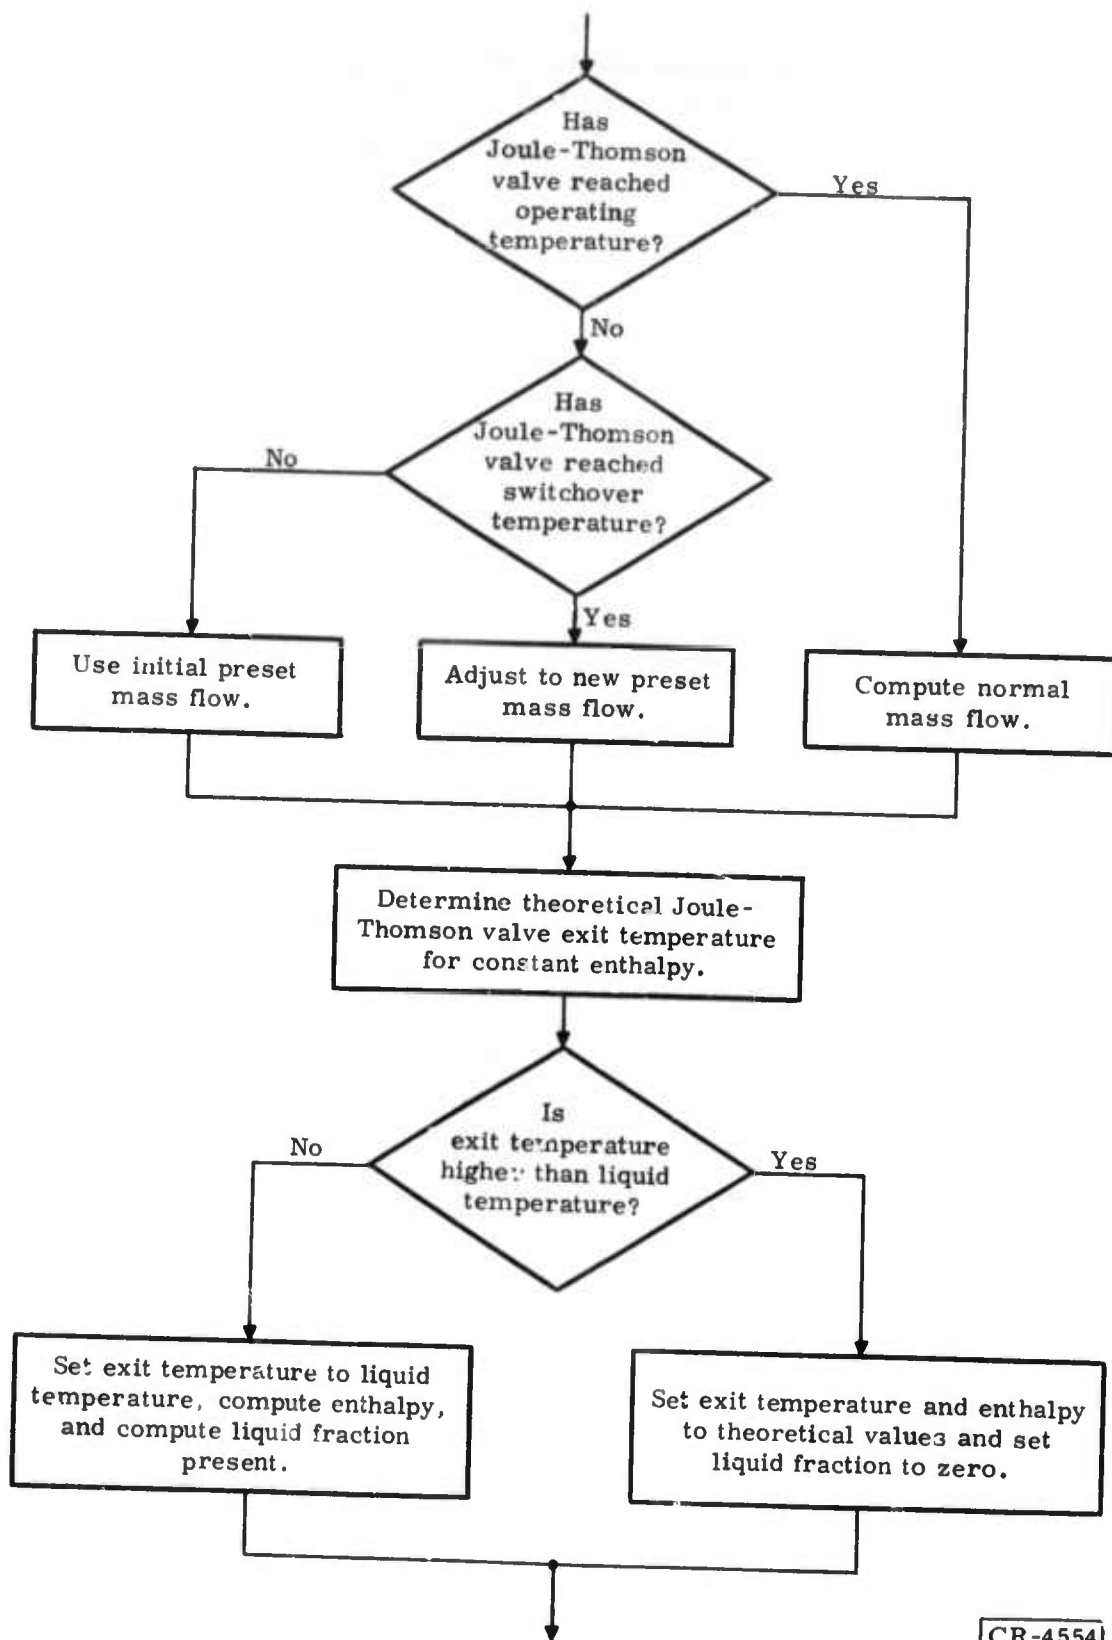 Has
Joule-Thomson
valve reached
operating
temperature?
Yes
No
Has
Joule-Thomson
valve reached
switchover
temperature?
No
Yes
Use initial preset
mass flow.
Adjust to new preset
mass flow.
Compute normal
mass flow.
Determine theoretical Joule-
Thomson valve exit temperature
for constant enthalpy.
Is
exit temperature
higher than liquid
temperature?
No
Yes
Set exit temperature to liquid
temperature, compute enthalpy,
and compute liquid fraction
present.
Set exit temperature and enthalpy
to theoretical values and set
liquid fraction to zero.
CR-4554